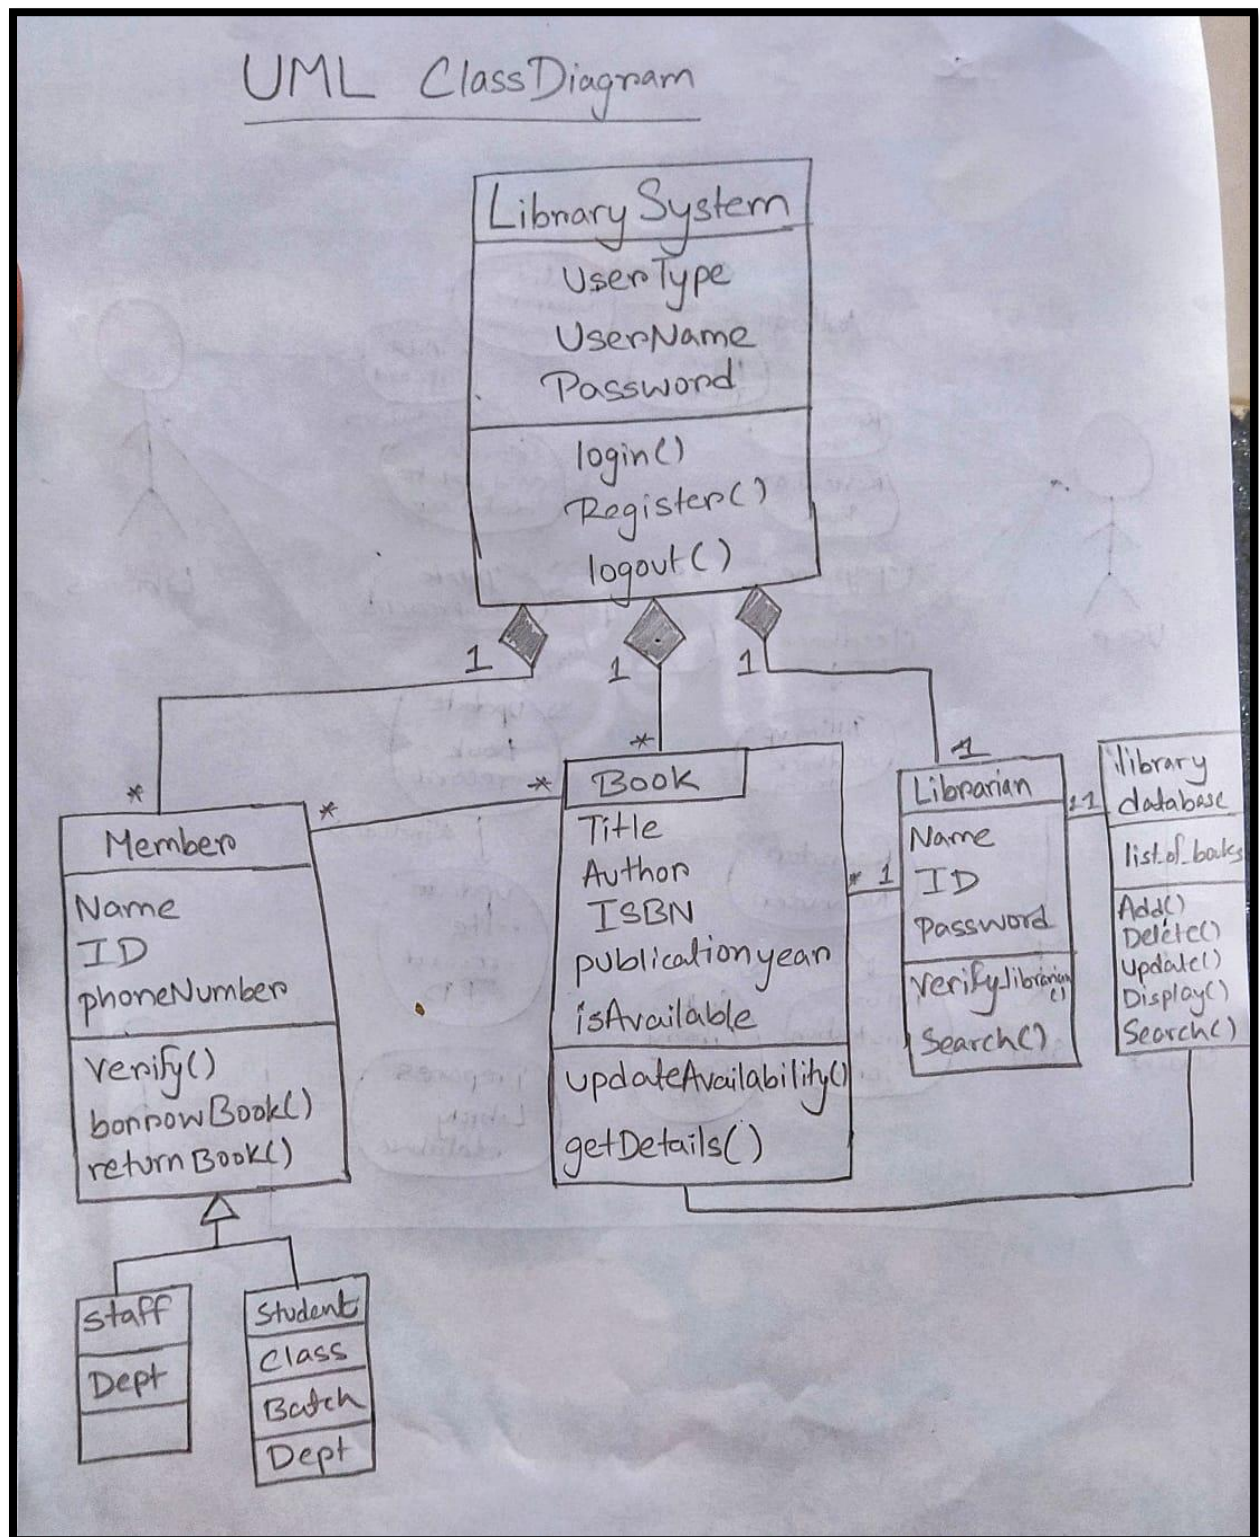 UML ClassDiagram
Library System
UserType
UserName
Password
login()
Register()
logout()
1
1
1
*
*
1
*
*
Member
Name
ID
phoneNumber
verify()
borrowBook()
returnBook()
Book
Title
Author
ISBN
publicationyear
isAvailable
updateAvailability()
getDetails()
* 1
Librarian
Name
ID
Password
verify_librarian
()
Search()
1 1
library
database
list_of_books
Add()
Delete()
update()
Display()
Search()
staff
Dept
Student
Class
Batch
Dept